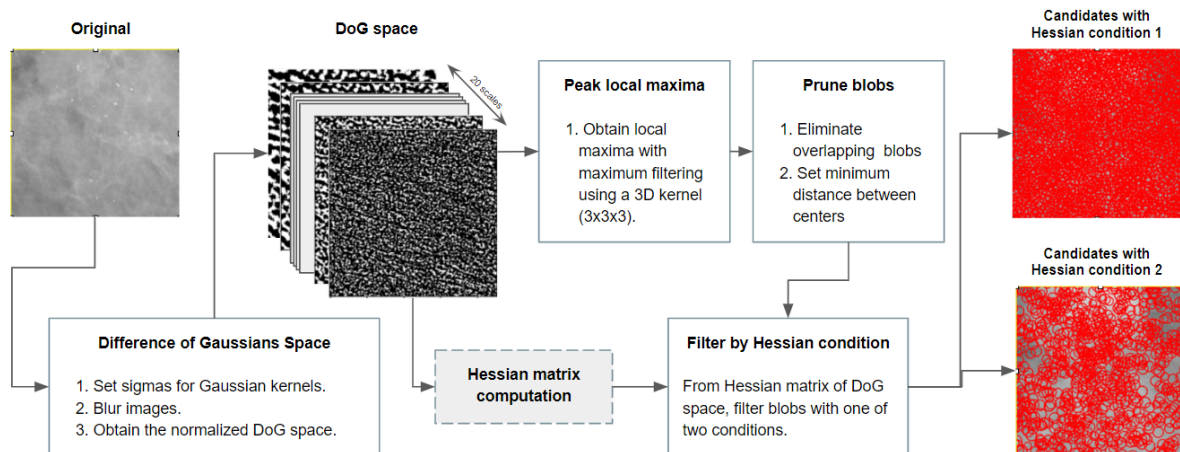 Original
DoG space
20 scales
Peak local maxima
1. Obtain local
maxima with
maximum filtering
using a 3D kernel
(3x3x3).
Prune blobs
1. Eliminate
overlapping blobs
2. Set minimum
distance between
centers
Candidates with
Hessian condition 1
Difference of Gaussians Space
1. Set sigmas for Gaussian kernels.
2. Blur images.
3. Obtain the normalized DoG space.
Hessian matrix
computation
Filter by Hessian condition
From Hessian matrix of DoG
space, filter blobs with one of
two conditions.
Candidates with
Hessian condition 2